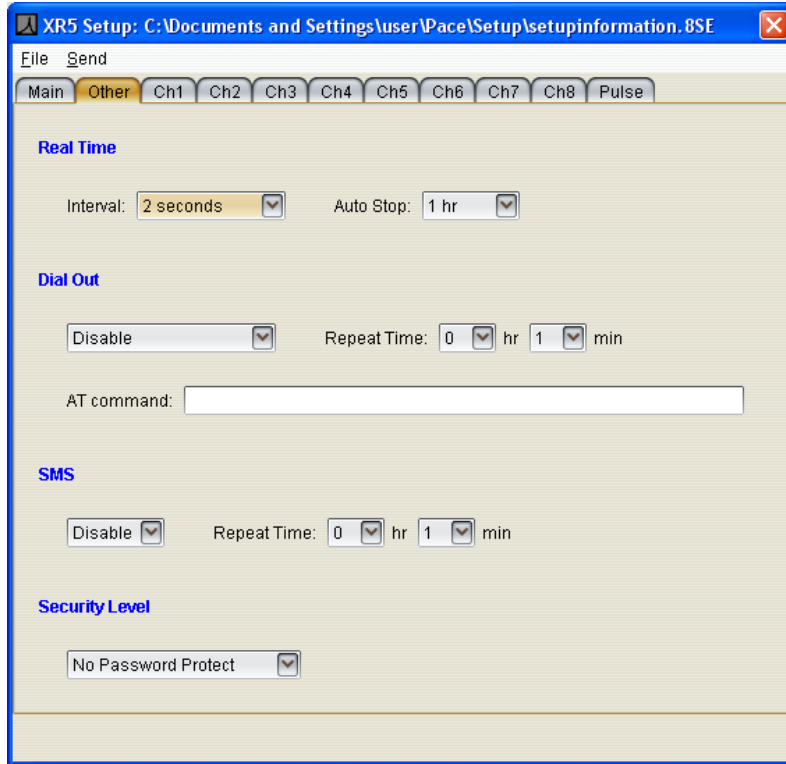 XR5 Setup: C:\Documents and Settings\user\Pace\Setup\setupinformation.8SE
File Send
Main Other Ch1 Ch2 Ch3 Ch4 Ch5 Ch6 Ch7 Ch8 Pulse
Real Time
Interval: 2 seconds Auto Stop: 1 hr
Dial Out
Disable Repeat Time: 0 hr 1 min
AT command:
SMS
Disable Repeat Time: 0 hr 1 min
Security Level
No Password Protect